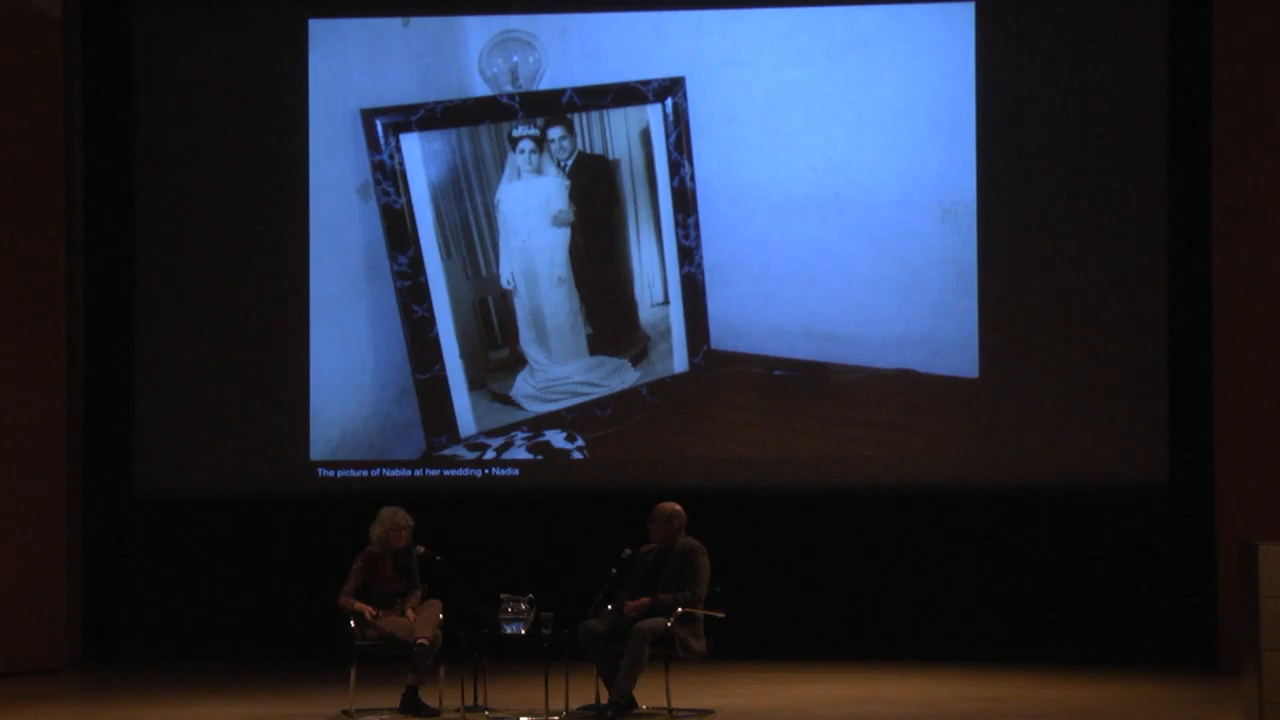 The picture of Nabila at her wedding • Nadia